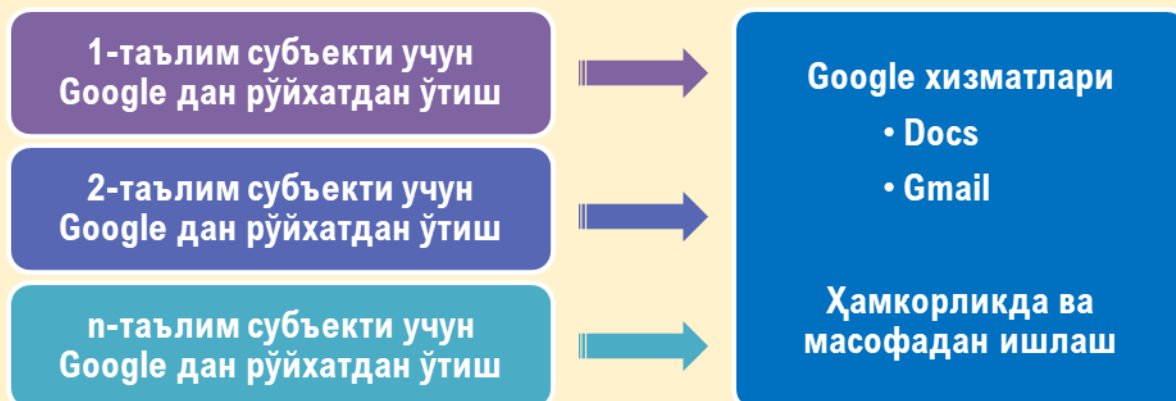 1-таълим субъекти учун
Google дан рўйхатдан ўтиш
2-таълим субъекти учун
Google дан рўйхатдан ўтиш
n-таълим субъекти учун
Google дан рўйхатдан ўтиш
Google хизматлари
• Docs
• Gmail
Ҳамкорликда ва
масофадан ишлаш